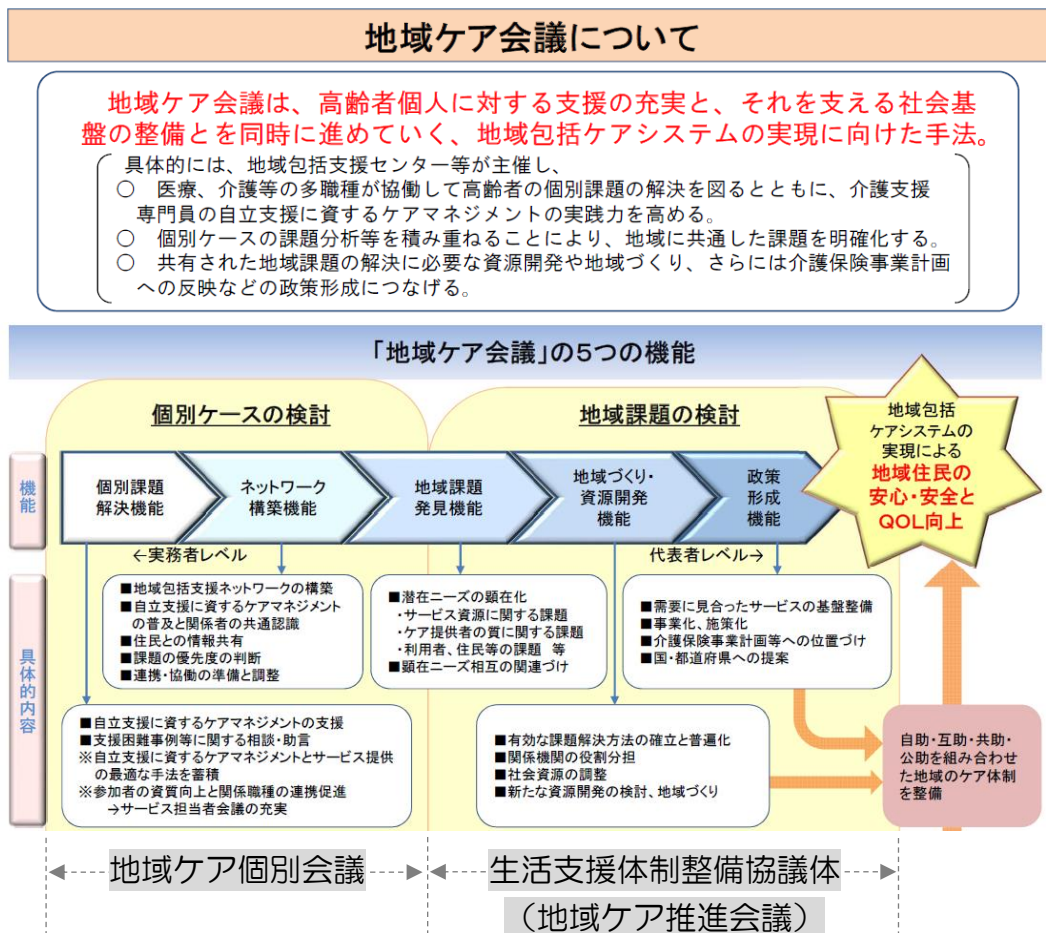 地域ケア会議について
地域ケア会議は、高齢者個人に対する支援の充実と、それを支える社会基
盤の整備とを同時に進めていく、地域包括ケアシステムの実現に向けた手法。
具体的には、地域包括支援センター等が主催し、
○ 医療、介護等の多職種が協働して高齢者の個別課題の解決を図るとともに、介護支援
専門員の自立支援に資するケアマネジメントの実践力を高める。
○ 個別ケースの課題分析等を積み重ねることにより、地域に共通した課題を明確化する。
○ 共有された地域課題の解決に必要な資源開発や地域づくり、さらには介護保険事業計画
への反映などの政策形成につなげる。
「地域ケア会議」の5つの機能
個別ケースの検討
地域課題の検討
機能
個別課題
解決機能
ネットワーク
構築機能
地域課題
発見機能
地域づくり・
資源開発
機能
政策
形成
機能
地域包括
ケアシステムの
実現による
地域住民の
安心・安全と
QOL向上
←実務者レベル
代表者レベル→
具体的内容
■地域包括支援ネットワークの構築
■自立支援に資するケアマネジメント
の普及と関係者の共通認識
■住民との情報共有
■課題の優先度の判断
■連携・協働の準備と調整
■潜在ニーズの顕在化
・サービス資源に関する課題
・ケア提供者の質に関する課題
・利用者、住民等の課題 等
■顕在ニーズ相互の関連づけ
■需要に見合ったサービスの基盤整備
■事業化、施策化
■介護保険事業計画等への位置づけ
■国・都道府県への提案
■自立支援に資するケアマネジメントの支援
■支援困難事例等に関する相談・助言
※自立支援に資するケアマネジメントとサービス提供
の最適な手法を蓄積
※参加者の資質向上と関係職種の連携促進
→サービス担当者会議の充実
■有効な課題解決方法の確立と普遍化
■関係機関の役割分担
■社会資源の調整
■新たな資源開発の検討、地域づくり
自助・互助・共助・
公助を組み合わせ
た地域のケア体制
を整備
地域ケア個別会議
生活支援体制整備協議体
（地域ケア推進会議）